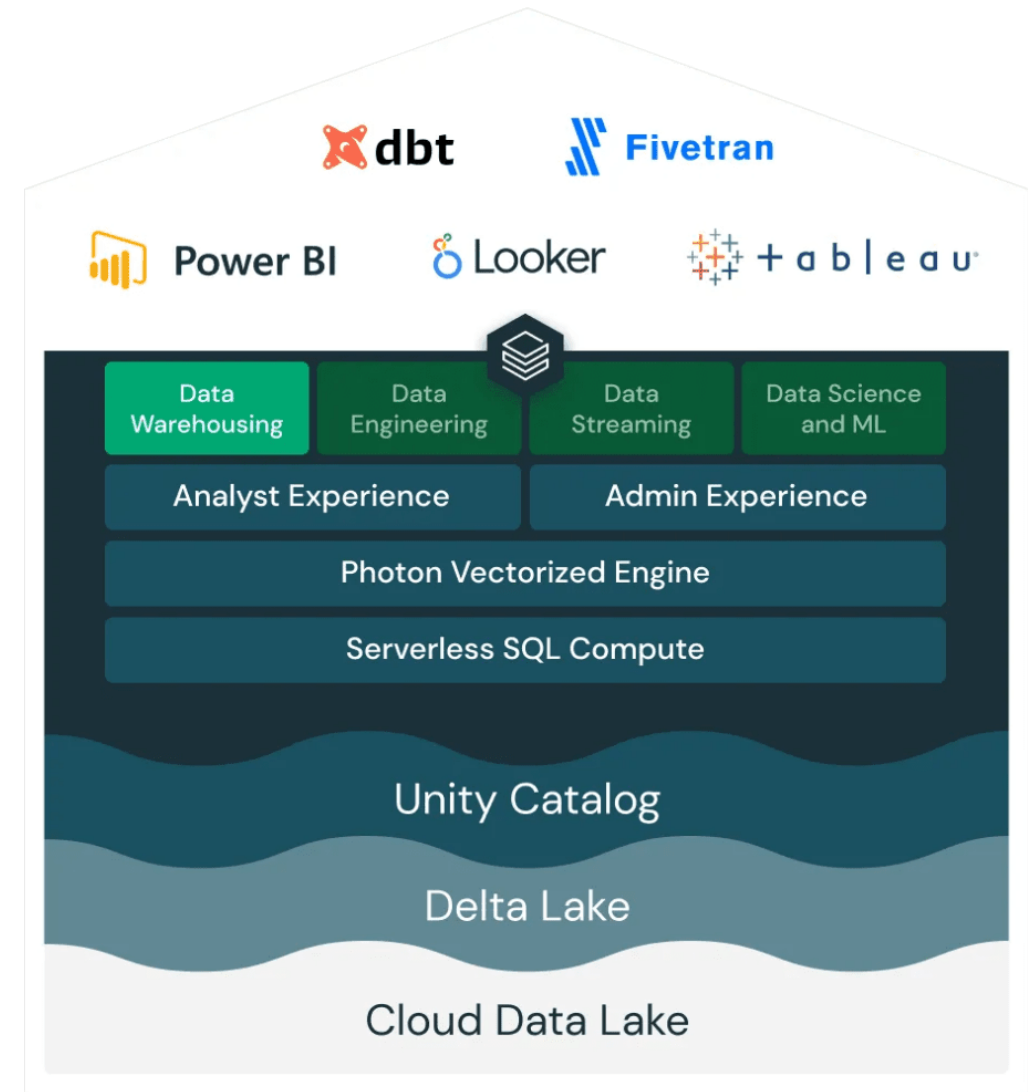 dbt
Fivetran
Power BI
Looker
+ a b | e a u
Data
Warehousing
Data
Engineering
Data
Streaming
Data Science
and ML
Analyst Experience
Admin Experience
Photon Vectorized Engine
Serverless SQL Compute
Unity Catalog
Delta Lake
Cloud Data Lake